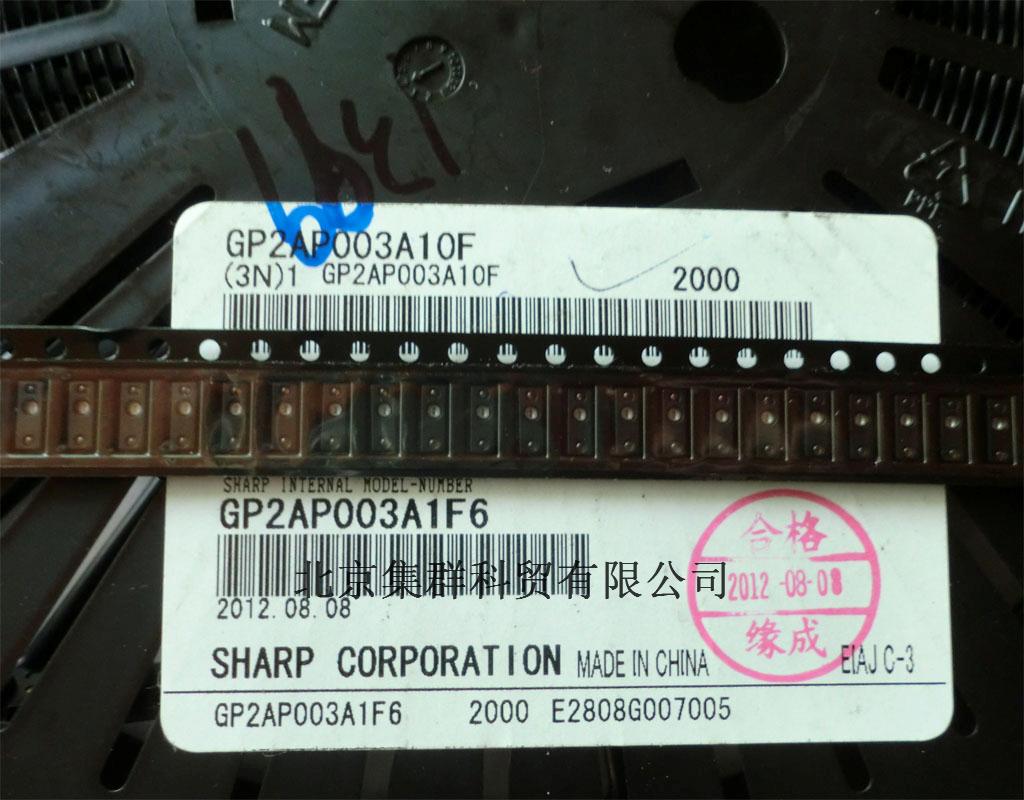 GP2AP003A10F
(3N)1 GP2AP003A10F 2000
SHARP INTERNAL MODEL-NUMBER
GP2AP003A1F6
北京集群科贸有限公司
2012.08.08
合格
2012-08-08
缘成
SHARP CORPORATION MADE IN CHINA EIAJ C-3
GP2AP003A1F6 2000 E2808G007005